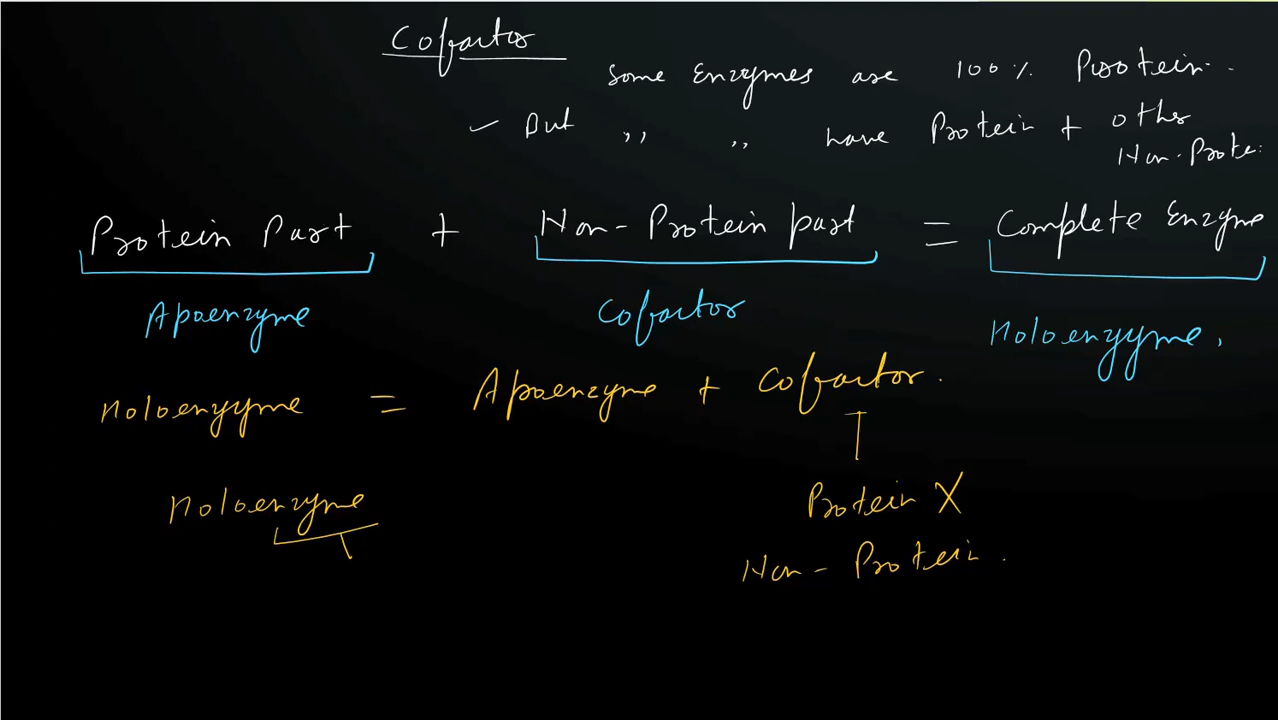 Cofactor
Some Enzymes are 100% Protein.
✓ But ,, ,, have Protein + other
Non-Protei
Protein Part + Non-Protein part = Complete Enzyme
Apoenzyme Cofactor Holoenzyme,
Holoenzyme = Apoenzyme + Cofactor.
Protein X
Holoenzyme
Non-Protein.